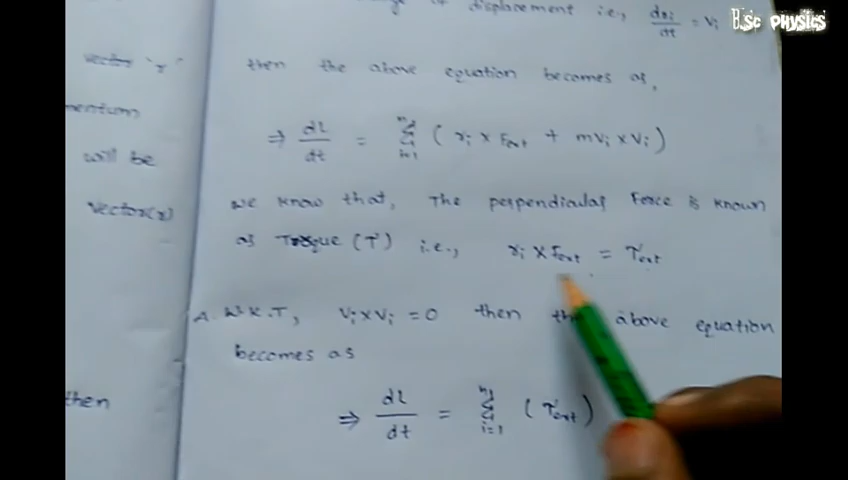 of displacement i.e., dri/dt = vi
B.SC PHYSICS
vector 'r'
then the above equation becomes as,
mentum
⇒ dL/dt = Σ i=1 n ( ri × Fext + mvi × vi )
will be
vector(r)
we know that, The perpendicular Force is known
as Torque (T) i.e., ri × Fext = τext
A. W.K.T, vi×vi = 0 then the above equation
becomes as
then
⇒ dL/dt = Σ i=1 n ( τext )